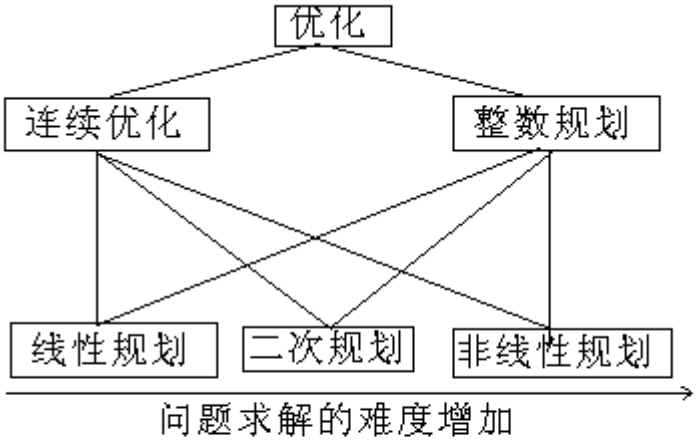 优化
连续优化
整数规划
线性规划
二次规划
非线性规划
问题求解的难度增加